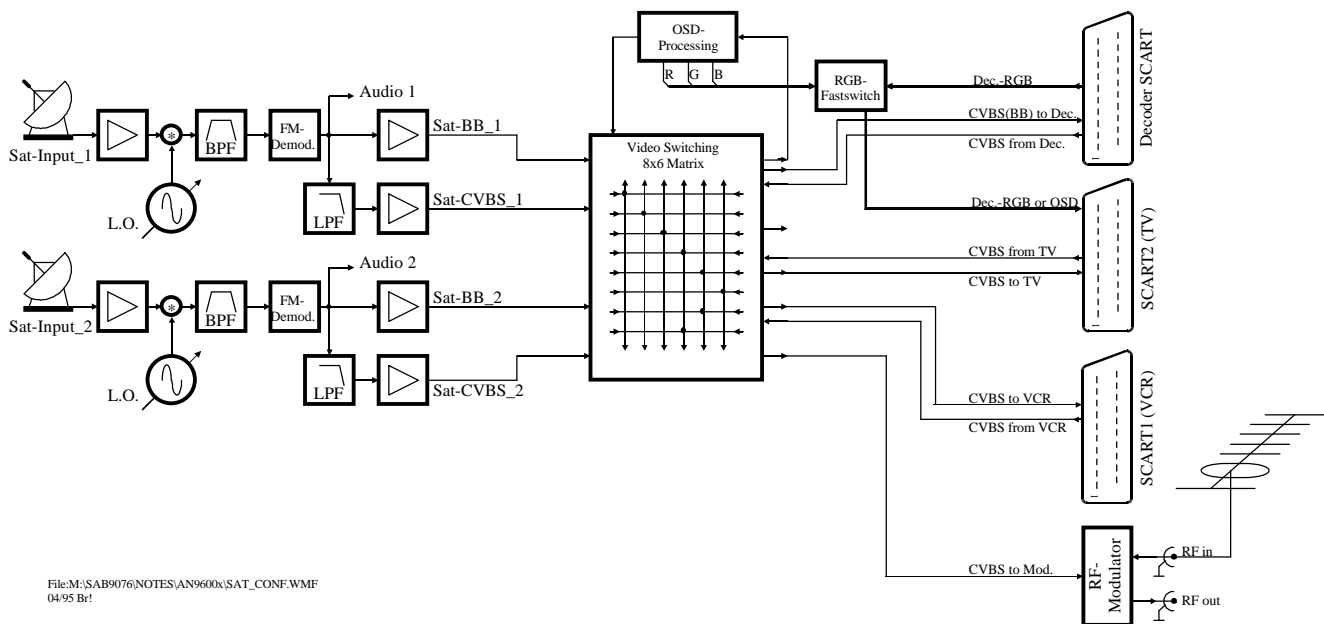 OSD-
Processing
R G B
RGB-
Fastswitch
Dec.-RGB
CVBS(BB) to Dec.
CVBS from Dec.
Decoder SCART
Audio 1
Sat-Input_1
BPF
FM-
Demod.
Sat-BB_1
L.O.
LPF
Sat-CVBS_1
Video Switching
8x6 Matrix
Dec.-RGB or OSD
CVBS from TV
CVBS to TV
SCART2 (TV)
Audio 2
Sat-Input_2
BPF
FM-
Demod.
Sat-BB_2
L.O.
LPF
Sat-CVBS_2
CVBS to VCR
CVBS from VCR
SCART1 (VCR)
CVBS to Mod.
RF-
Modulator
RF in
RF out
1
1
1
File:M:\SAB9076\NOTES\AN9600x\SAT_CONF.WMF
04/95 Br!